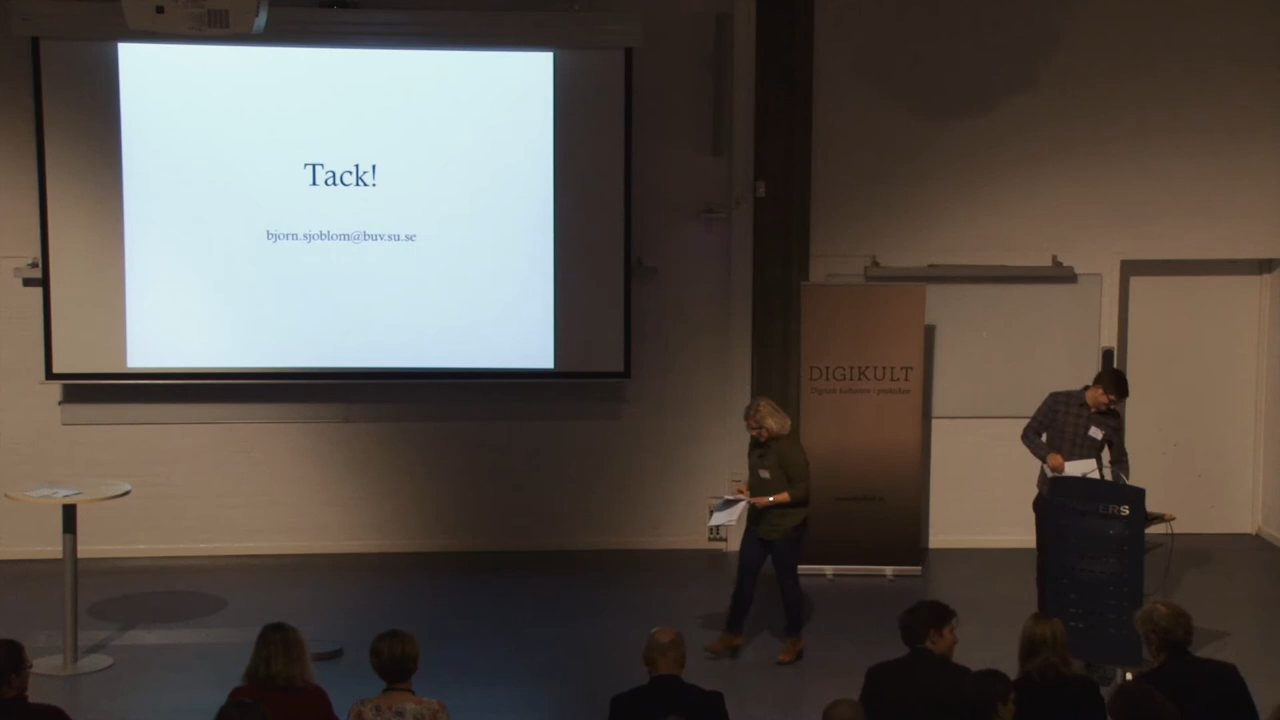 Tack!
bjorn.sjoblom@buv.su.se
DIGIKULT
Digitalt kulturarv i praktiken
ERS